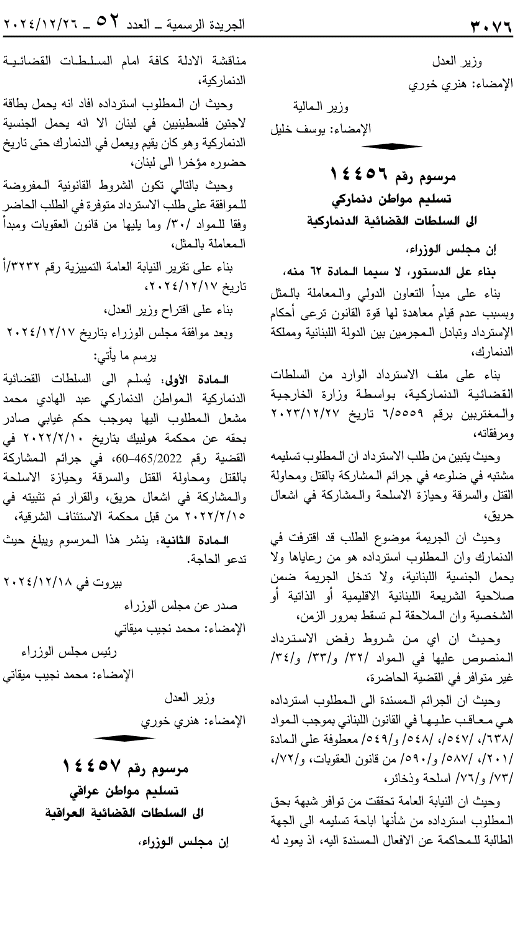 ٣٠٧٦
الجريدة الرسمية ــ العدد ٥٢ ــ ٢٠٢٤/١٢/٢٦
وزير العدل
الإمضاء: هنري خوري
وزير المالية
الإمضاء: يوسف خليل
مرسوم رقم ١٤٤٥٦
تسليم مواطن دنماركي
الى السلطات القضائية الدنماركية
إن مجلس الوزراء،
بناء على الدستور، لا سيما المادة ٦٢ منه،
بناء على مبدأ التعاون الدولي والمعاملة بالمثل
وبسبب عدم قيام معاهدة لها قوة القانون ترعى أحكام
الإسترداد وتبادل المجرمين بين الدولة اللبنانية ومملكة
الدنمارك،
بناء على ملف الاسترداد الوارد من السلطات
القضائية الدنماركية، بواسطة وزارة الخارجية
والمغتربين برقم ٦/٥٥٥٩ تاريخ ٢٠٢٣/١٢/٢٧
ومرفقاته،
وحيث يتبين من طلب الاسترداد ان المطلوب تسليمه
مشتبه في ضلوعه في جرائم المشاركة بالقتل ومحاولة
القتل والسرقة وحيازة الاسلحة والمشاركة في اشعال
حريق،
وحيث ان الجريمة موضوع الطلب قد اقترفت في
الدنمارك وان المطلوب استرداده هو من رعاياها ولا
يحمل الجنسية اللبنانية، ولا تدخل الجريمة ضمن
صلاحية الشريعة اللبنانية الاقليمية أو الذاتية أو
الشخصية وان الملاحقة لم تسقط بمرور الزمن،
وحيث ان اي من شروط رفض الاسترداد
المنصوص عليها في المواد /٣٢/ و/٣٣/ و/٣٤/
غير متوافر في القضية الحاضرة،
وحيث ان الجرائم المسندة الى المطلوب استرداده
هي معاقب عليها في القانون اللبناني بموجب المواد
/٦٣٨/، /٥٤٧/، /٥٤٨/ و/٥٤٩/ معطوفة على المادة
/٢٠١/، /٥٨٧/ و/٥٩٠/ من قانون العقوبات، و/٧٢/،
/٧٣/ و/٧٦/ اسلحة وذخائر،
وحيث ان النيابة العامة تحققت من توافر شبهة بحق
المطلوب استرداده من شأنها اباحة تسليمه الى الجهة
الطالبة للمحاكمة عن الافعال المسندة اليه، اذ يعود له
مناقشة الادلة كافة امام السلطات القضائية
الدنماركية،
وحيث ان المطلوب استرداده افاد انه يحمل بطاقة
لاجئين فلسطينيين في لبنان الا انه يحمل الجنسية
الدنماركية وهو كان يقيم ويعمل في الدنمارك حتى تاريخ
حضوره مؤخرا الى لبنان،
وحيث بالتالي تكون الشروط القانونية المفروضة
للموافقة على طلب الاسترداد متوفرة في الطلب الحاضر
وفقا للمواد /٣٠/ وما يليها من قانون العقوبات ومبدأ
المعاملة بالمثل،
بناء على تقرير النيابة العامة التمييزية رقم ٣٢٣٢/أ
تاريخ ٢٠٢٤/١٢/١٧،
بناء على اقتراح وزير العدل،
وبعد موافقة مجلس الوزراء بتاريخ ٢٠٢٤/١٢/١٧
يرسم ما يأتي:
المادة الأولى: يُسلم الى السلطات القضائية
الدنماركية المواطن الدنماركي عبد الهادي محمد
مشعل المطلوب اليها بموجب حكم غيابي صادر
بحقه عن محكمة هولبيك بتاريخ ٢٠٢٢/٢/١٠ في
القضية رقم 60–465/2022، في جرائم المشاركة
بالقتل ومحاولة القتل والسرقة وحيازة الاسلحة
والمشاركة في اشعال حريق، والقرار تم تثبيته في
٢٠٢٢/٢/١٥ من قبل محكمة الاستئناف الشرقية،
المادة الثانية: ينشر هذا المرسوم ويبلغ حيث
تدعو الحاجة.
بيروت في ٢٠٢٤/١٢/١٨
صدر عن مجلس الوزراء
الإمضاء: محمد نجيب ميقاتي
رئيس مجلس الوزراء
الإمضاء: محمد نجيب ميقاتي
وزير العدل
الإمضاء: هنري خوري
مرسوم رقم ١٤٤٥٧
تسليم مواطن عراقي
الى السلطات القضائية العراقية
إن مجلس الوزراء،